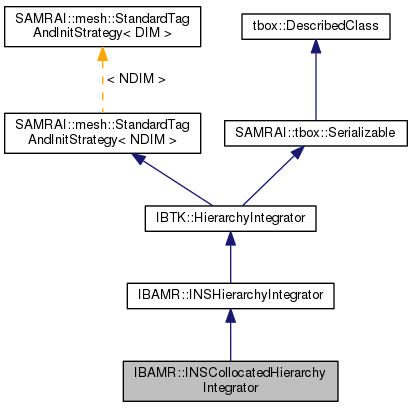 SAMRAI::mesh::StandardTag
AndInitStrategy< DIM >
tbox::DescribedClass
< NDIM >
SAMRAI::mesh::StandardTag
AndInitStrategy< NDIM >
SAMRAI::tbox::Serializable
IBTK::HierarchyIntegrator
IBAMR::INSHierarchyIntegrator
IBAMR::INSCollocatedHierarchy
Integrator